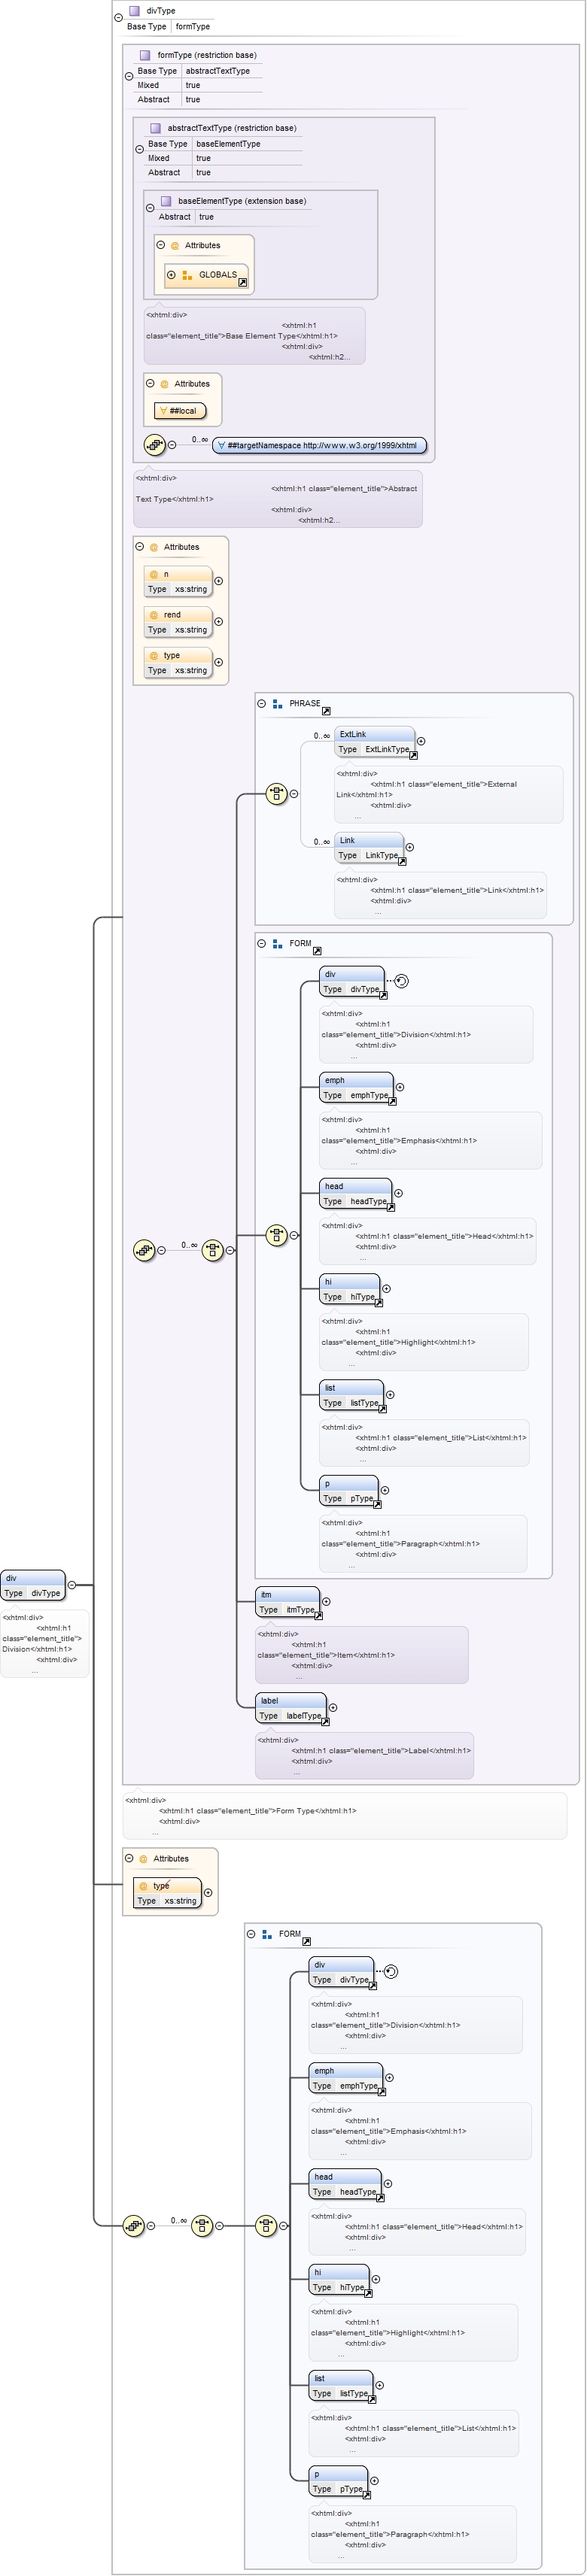 divType
Base Type formType
formType (restriction base)
Base Type abstractTextType
Mixed true
Abstract true
abstractTextType (restriction base)
Base Type baseElementType
Mixed true
Abstract true
baseElementType (extension base)
Abstract true
@ Attributes
GLOBALS
<xhtml:div>
<xhtml:h1
class="element_title">Base Element Type</xhtml:h1>
<xhtml:div>
<xhtml:h2...
@ Attributes
∀ ##local
0..∞ ∀ ##targetNamespace http://www.w3.org/1999/xhtml
<xhtml:div>
<xhtml:h1 class="element_title">Abstract
Text Type</xhtml:h1>
<xhtml:div>
<xhtml:h2...
@ Attributes
@ n
Type xs:string
@ rend
Type xs:string
@ type
Type xs:string
PHRASE
0..∞ ExtLink
Type ExtLinkType
<xhtml:div>
<xhtml:h1 class="element_title">External
Link</xhtml:h1>
<xhtml:div>
...
0..∞ Link
Type LinkType
<xhtml:div>
<xhtml:h1 class="element_title">Link</xhtml:h1>
<xhtml:div>
...
FORM
div
Type divType
<xhtml:div>
<xhtml:h1
class="element_title">Division</xhtml:h1>
<xhtml:div>
...
emph
Type emphType
<xhtml:div>
<xhtml:h1
class="element_title">Emphasis</xhtml:h1>
<xhtml:div>
...
head
Type headType
<xhtml:div>
<xhtml:h1 class="element_title">Head</xhtml:h1>
<xhtml:div>
...
0..∞
hi
Type hiType
<xhtml:div>
<xhtml:h1
class="element_title">Highlight</xhtml:h1>
<xhtml:div>
...
list
Type listType
<xhtml:div>
<xhtml:h1 class="element_title">List</xhtml:h1>
<xhtml:div>
...
p
Type pType
<xhtml:div>
<xhtml:h1
class="element_title">Paragraph</xhtml:h1>
<xhtml:div>
...
div
Type divType
<xhtml:div>
<xhtml:h1
class="element_title">
Division</xhtml:h1>
<xhtml:div>
...
itm
Type itmType
<xhtml:div>
<xhtml:h1
class="element_title">Item</xhtml:h1>
<xhtml:div>
...
label
Type labelType
<xhtml:div>
<xhtml:h1 class="element_title">Label</xhtml:h1>
<xhtml:div>
...
<xhtml:div>
<xhtml:h1 class="element_title">Form Type</xhtml:h1>
<xhtml:div>
...
@ Attributes
@ type
Type xs:string
FORM
div
Type divType
<xhtml:div>
<xhtml:h1
class="element_title">Division</xhtml:h1>
<xhtml:div>
...
emph
Type emphType
<xhtml:div>
<xhtml:h1
class="element_title">Emphasis</xhtml:h1>
<xhtml:div>
...
head
Type headType
<xhtml:div>
0..∞
<xhtml:h1 class="element_title">Head</xhtml:h1>
<xhtml:div>
...
hi
Type hiType
<xhtml:div>
<xhtml:h1
class="element_title">Highlight</xhtml:h1>
<xhtml:div>
...
list
Type listType
<xhtml:div>
<xhtml:h1 class="element_title">List</xhtml:h1>
<xhtml:div>
...
p
Type pType
<xhtml:div>
<xhtml:h1
class="element_title">Paragraph</xhtml:h1>
<xhtml:div>
...